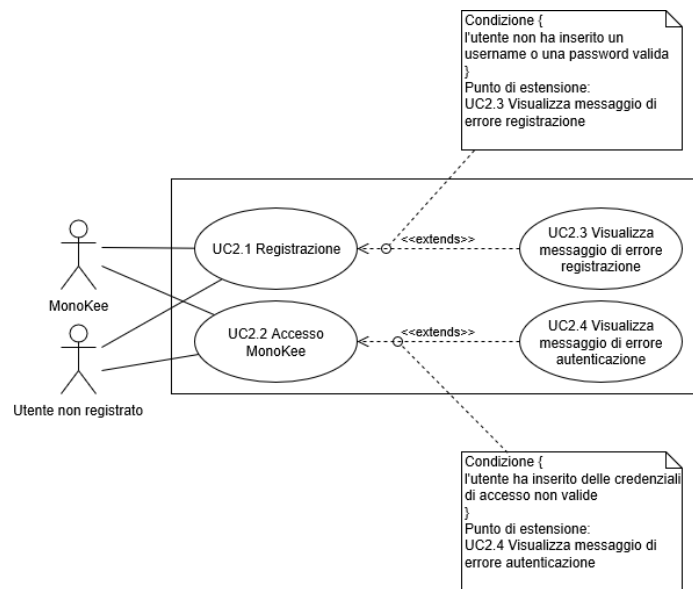 Condizione {
l'utente non ha inserito un
username o una password valida
}
Punto di estensione:
UC2.3 Visualizza messaggio di
errore registrazione
UC2.1 Registrazione
<<extends>>
UC2.3 Visualizza
messaggio di errore
registrazione
MonoKee
UC2.2 Accesso
MonoKee
<<extends>>
UC2.4 Visualizza
messaggio di errore
autenticazione
Utente non registrato
Condizione {
l'utente ha inserito delle credenziali
di accesso non valide
}
Punto di estensione:
UC2.4 Visualizza messaggio di
errore autenticazione